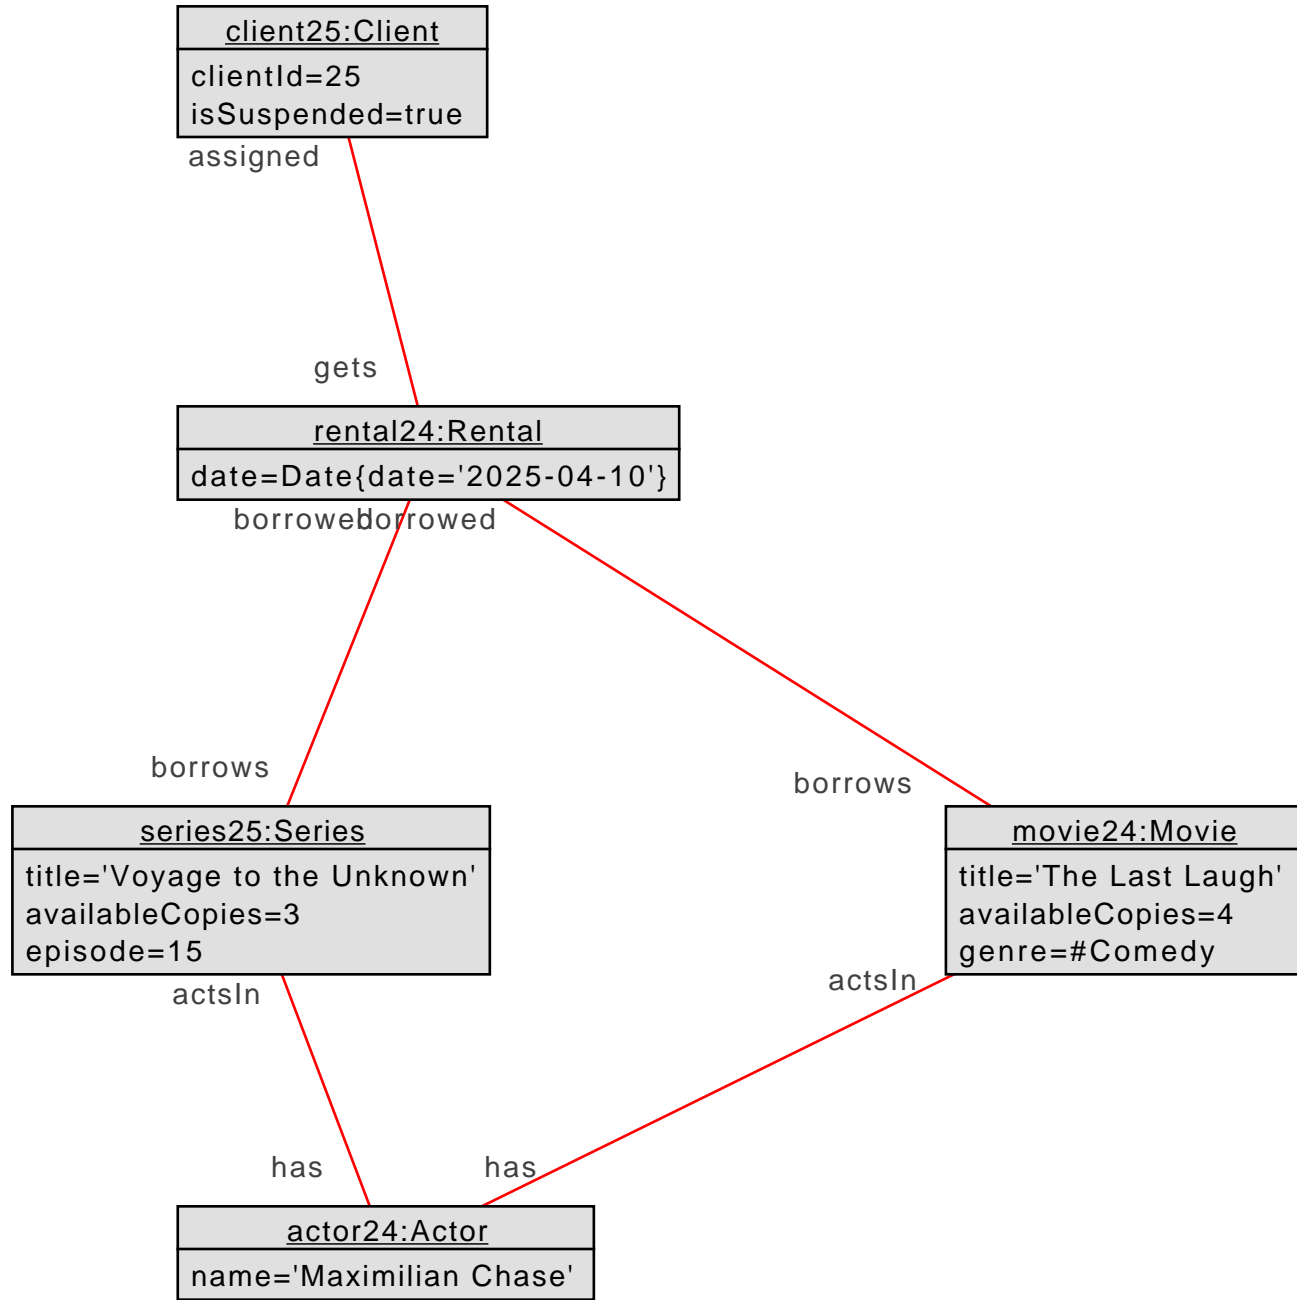 client25:Client
clientId=25
isSuspended=true
assigned
gets
rental24:Rental
date=Date{date='2025-04-10'}
borrowed borrowed
borrows
borrows
series25:Series
title='Voyage to the Unknown'
availableCopies=3
episode=15
movie24:Movie
title='The Last Laugh'
availableCopies=4
genre=#Comedy
actsIn
actsIn
has
has
actor24:Actor
name='Maximilian Chase'